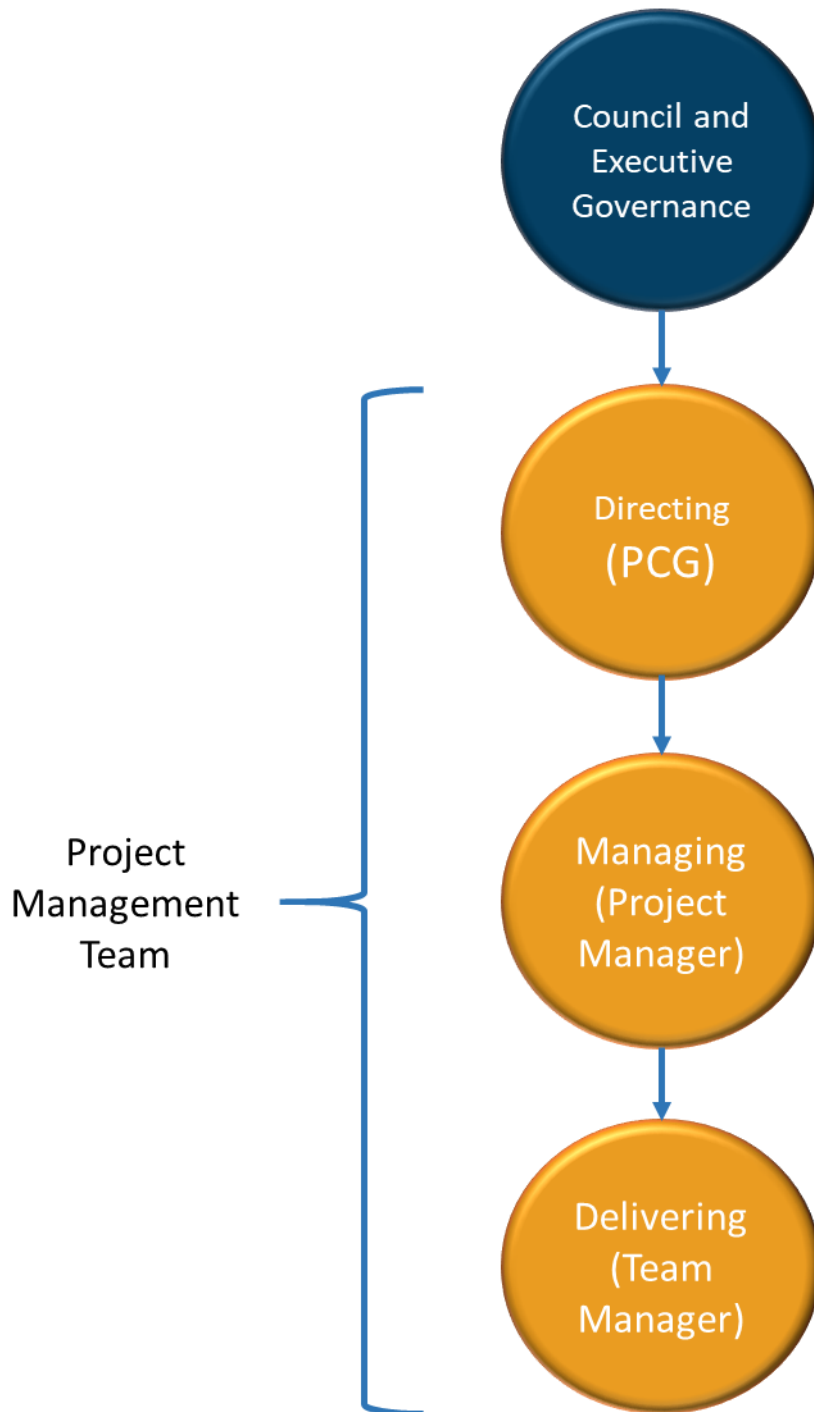 Council and
Executive
Governance
Directing
(PCG)
Project
Management
Team
Managing
(Project
Manager)
Delivering
(Team
Manager)